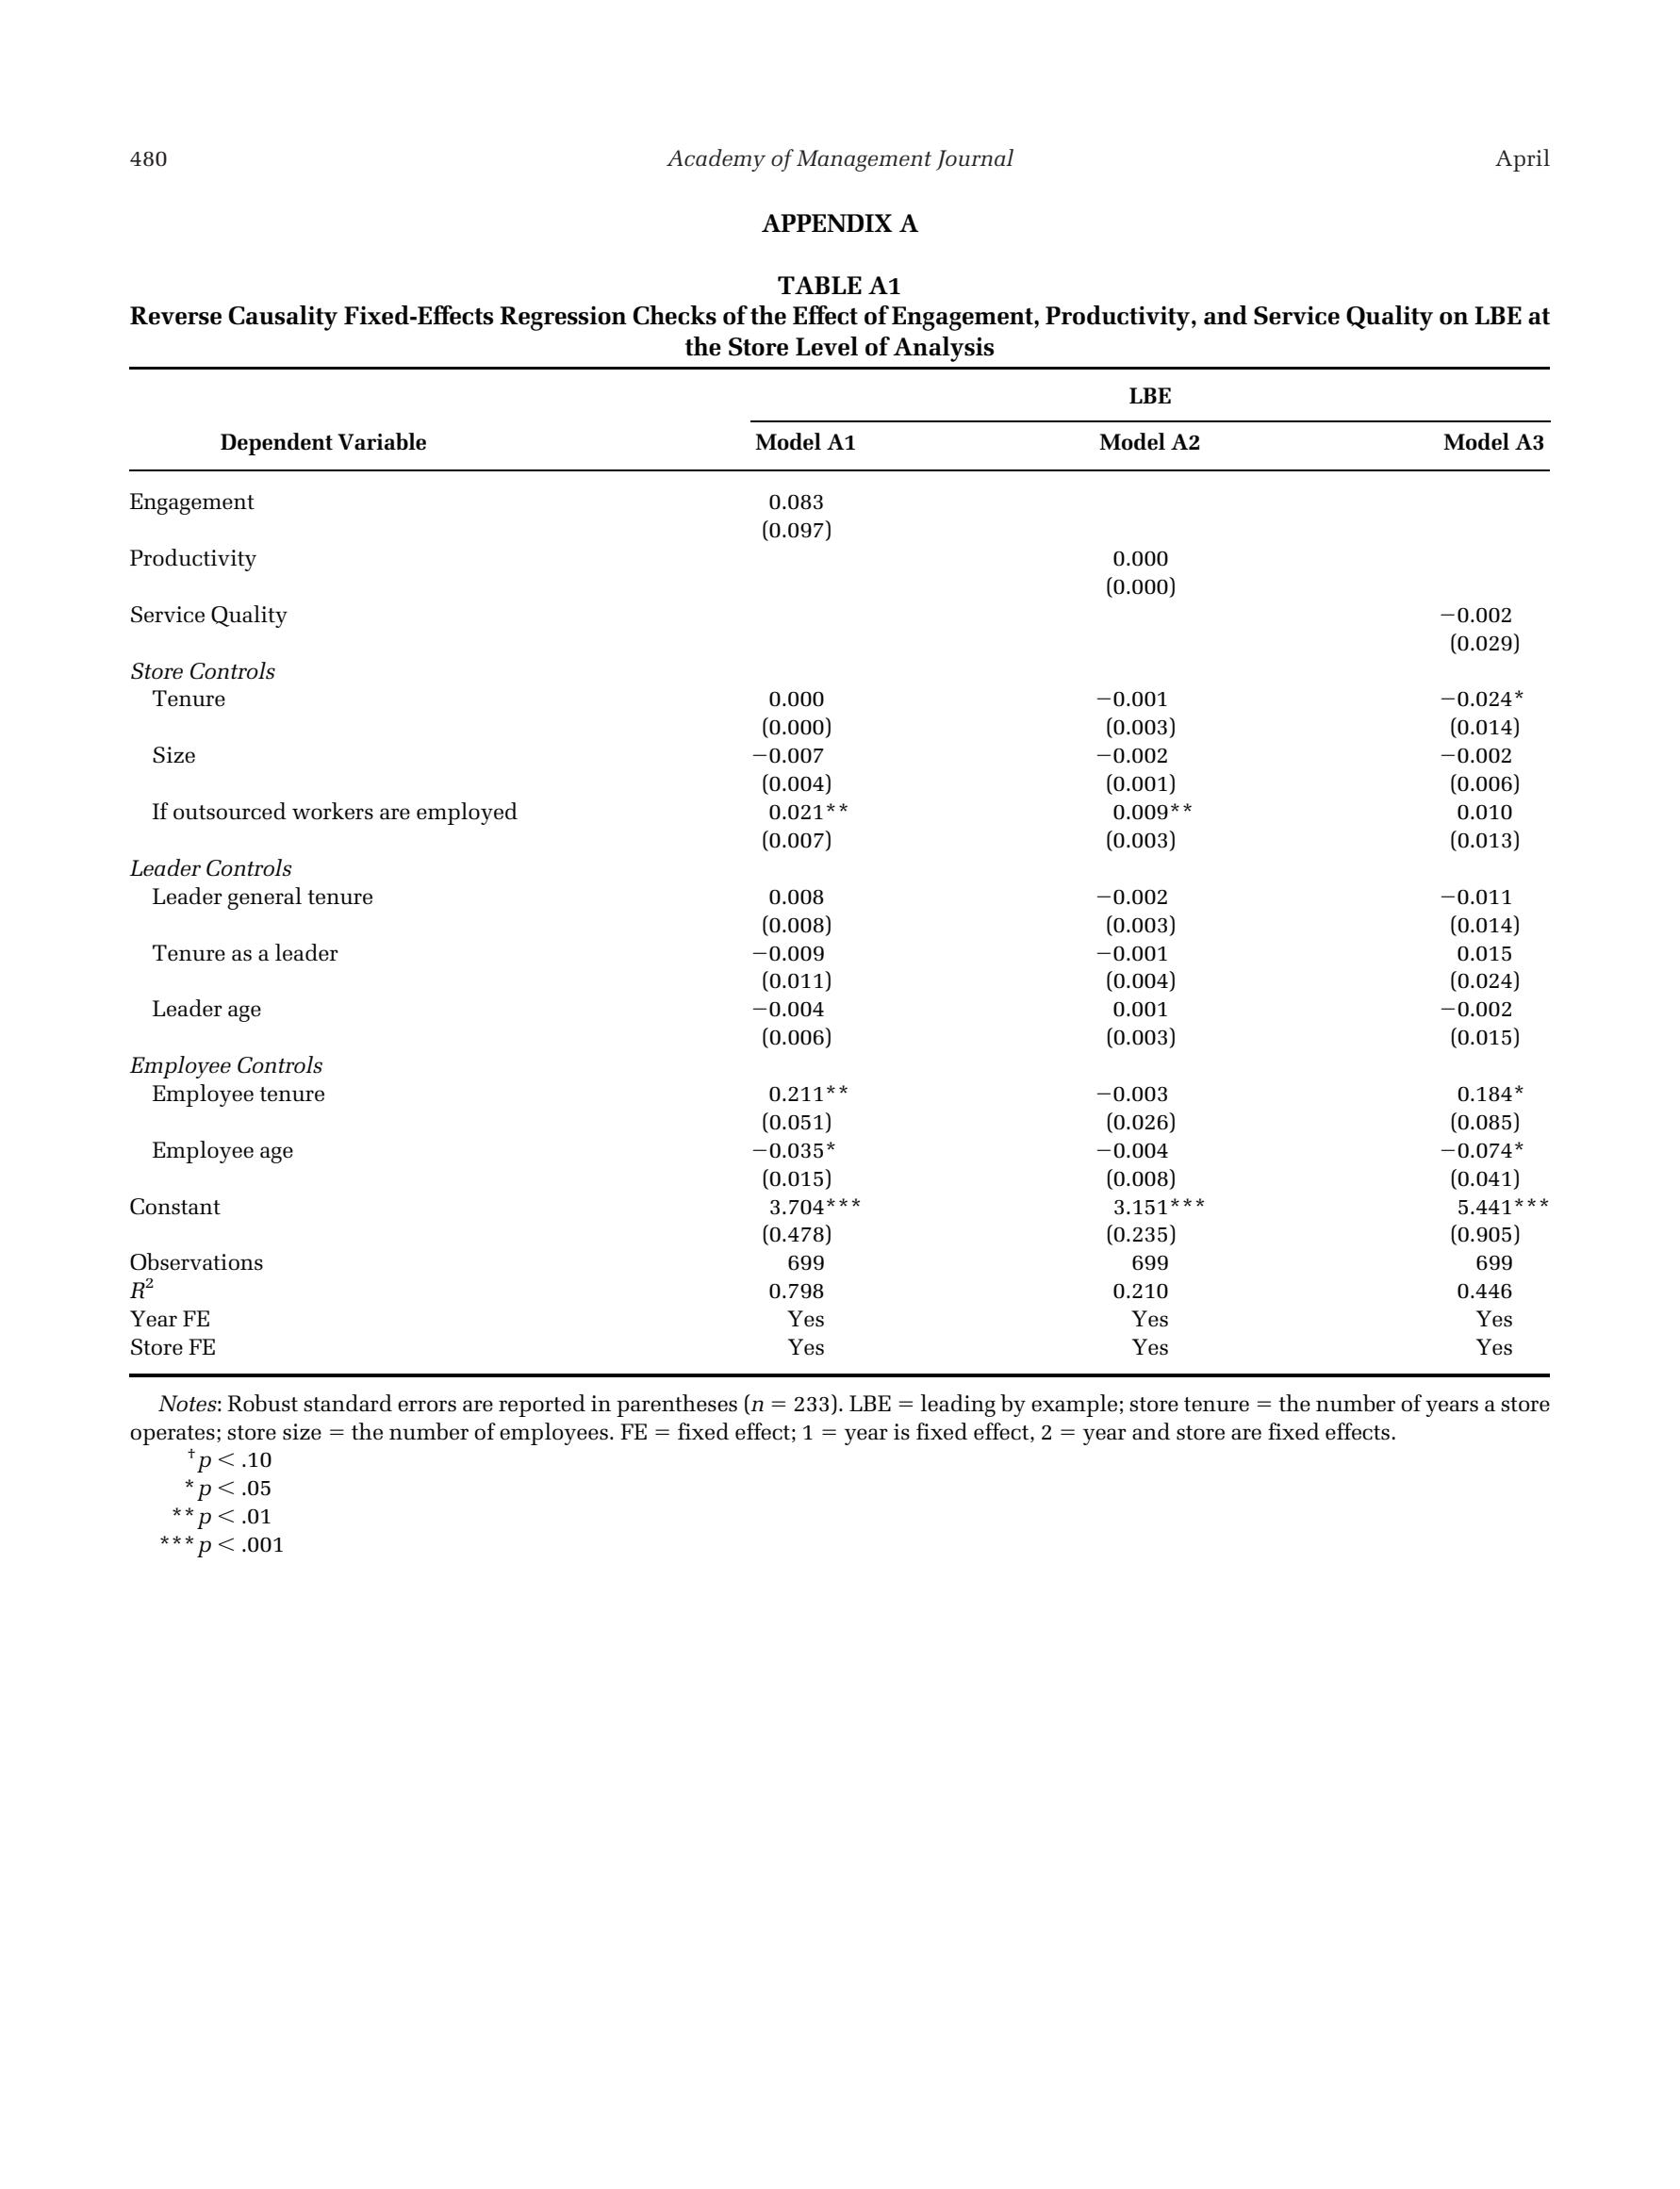 480 Academy of Management Journal April
APPENDIX A
TABLE A1
Reverse Causality Fixed-Effects Regression Checks of the Effect of Engagement, Productivity, and Service Quality on LBE at
the Store Level of Analysis
LBE
Dependent Variable Model A1 Model A2 Model A3
Engagement 0.083
(0.097)
Productivity 0.000
(0.000)
Service Quality −0.002
(0.029)
Store Controls
Tenure 0.000 −0.001 −0.024*
(0.000) (0.003) (0.014)
Size −0.007 −0.002 −0.002
(0.004) (0.001) (0.006)
If outsourced workers are employed 0.021** 0.009** 0.010
(0.007) (0.003) (0.013)
Leader Controls
Leader general tenure 0.008 −0.002 −0.011
(0.008) (0.003) (0.014)
Tenure as a leader −0.009 −0.001 0.015
(0.011) (0.004) (0.024)
Leader age −0.004 0.001 −0.002
(0.006) (0.003) (0.015)
Employee Controls
Employee tenure 0.211** −0.003 0.184*
(0.051) (0.026) (0.085)
Employee age −0.035* −0.004 −0.074*
(0.015) (0.008) (0.041)
Constant 3.704*** 3.151*** 5.441***
(0.478) (0.235) (0.905)
Observations 699 699 699
R² 0.798 0.210 0.446
Year FE Yes Yes Yes
Store FE Yes Yes Yes
Notes: Robust standard errors are reported in parentheses (n = 233). LBE = leading by example; store tenure = the number of years a store
operates; store size = the number of employees. FE = fixed effect; 1 = year is fixed effect, 2 = year and store are fixed effects.
† p < .10
* p < .05
** p < .01
*** p < .001